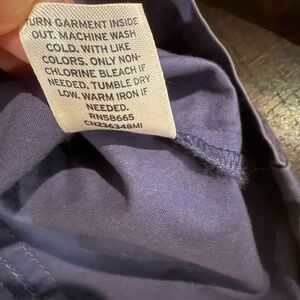 URN GARMENT INSIDE
OUT. MACHINE WASH
COLD. WITH LIKE
COLORS. ONLY NON-
CHLORINE BLEACH IF
NEEDED. TUMBLE DRY
LOW. WARM IRON IF
NEEDED.
RN58665
CN236348MI